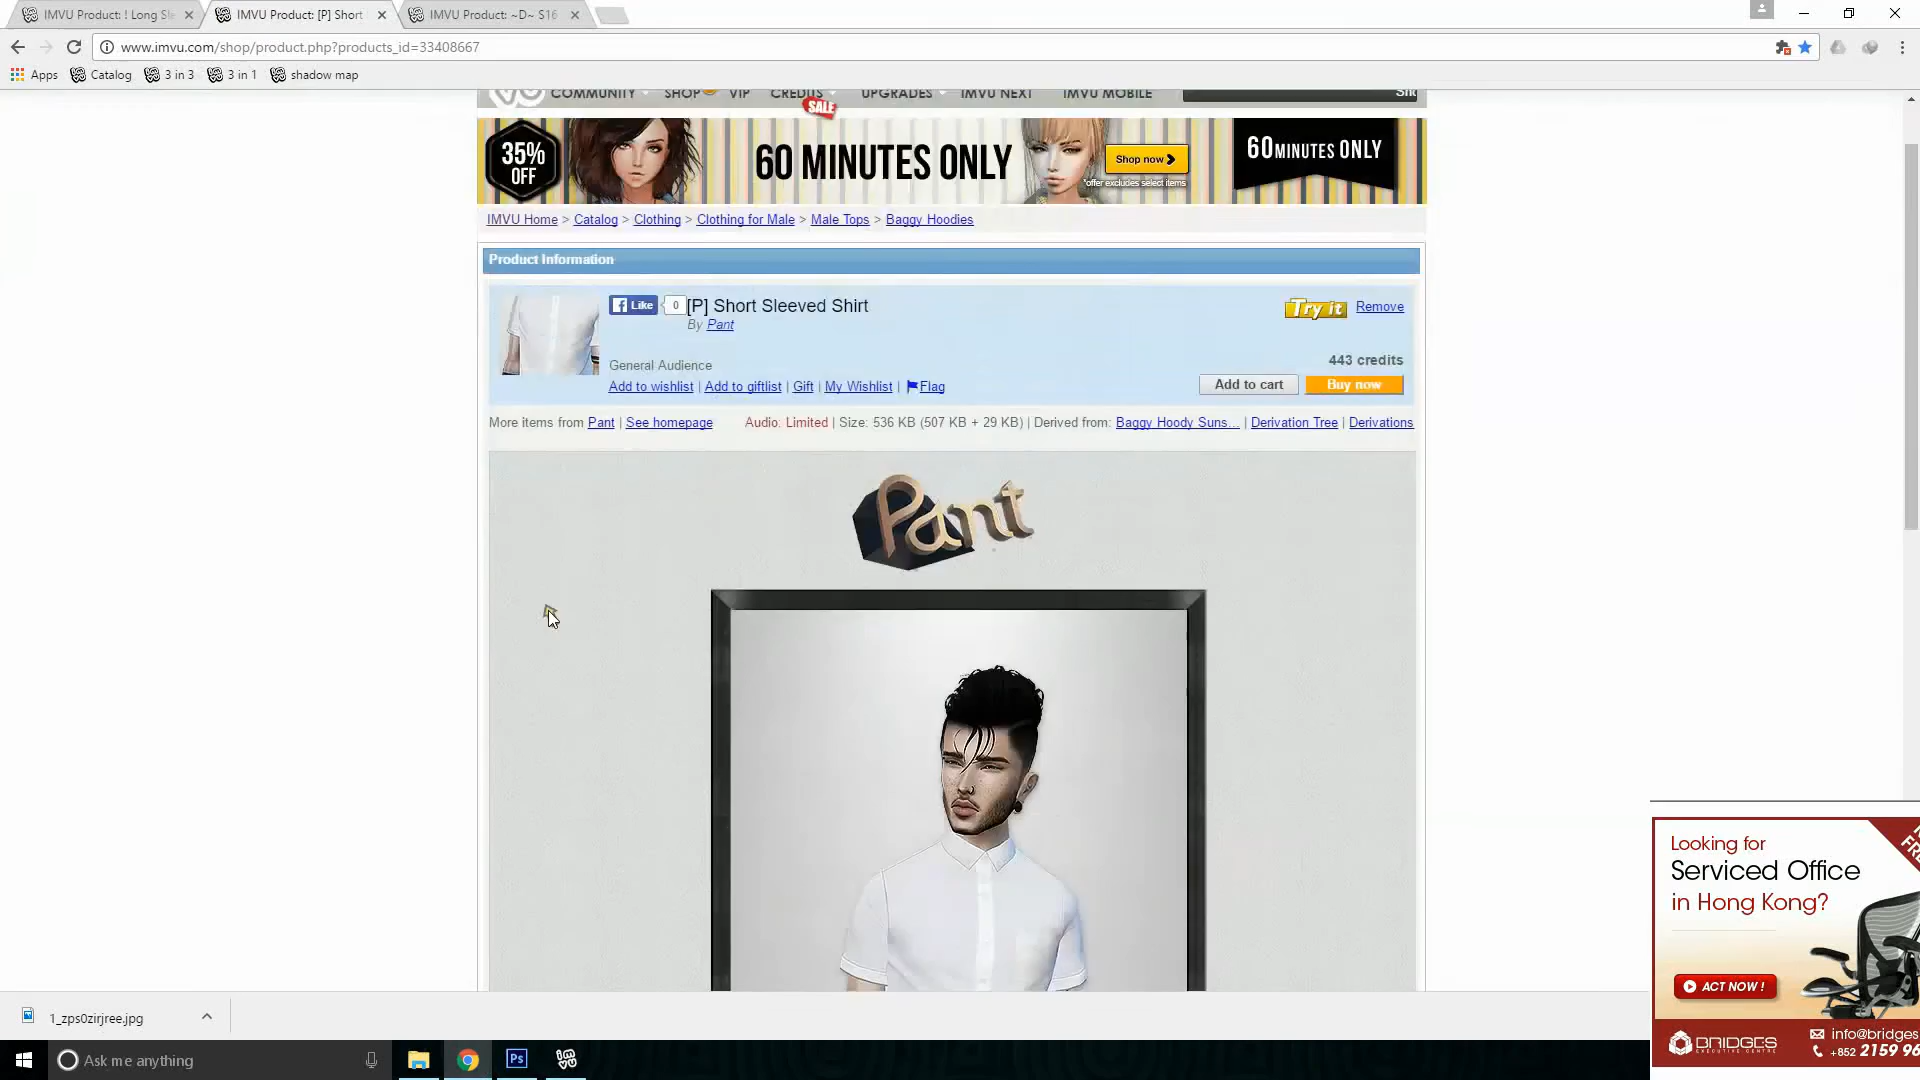 IMVU Product: ! Long Sl
IMVU Product: [P] Short
IMVU Product: ~D~ S16
www.imvu.com/shop/product.php?products_id=33408667
Apps
Catalog
3 in 3
3 in 1
shadow map
COMMUNITY
SHOP
VIP
CREDITS
UPGRADES
IMVU NEXT
IMVU MOBILE
SALE
35% OFF
60 MINUTES ONLY
Shop now
*offer excludes select items
60 MINUTES ONLY
IMVU Home > Catalog > Clothing > Clothing for Male > Male Tops > Baggy Hoodies
Product Information
Like
0
[P] Short Sleeved Shirt
Try it
Remove
By Pant
General Audience
443 credits
Add to wishlist | Add to giftlist | Gift | My Wishlist | Flag
Add to cart
Buy now
More items from Pant | See homepage
Audio: Limited | Size: 536 KB (507 KB + 29 KB) | Derived from: Baggy Hoody Suns... | Derivation Tree | Derivations
Pant
Looking for
Serviced Office
in Hong Kong?
ACT NOW !
BRIDGES
EXECUTIVE CENTRE
info@bridges
+852 2159 96
1_zps0zirjree.jpg
Ask me anything
Ps